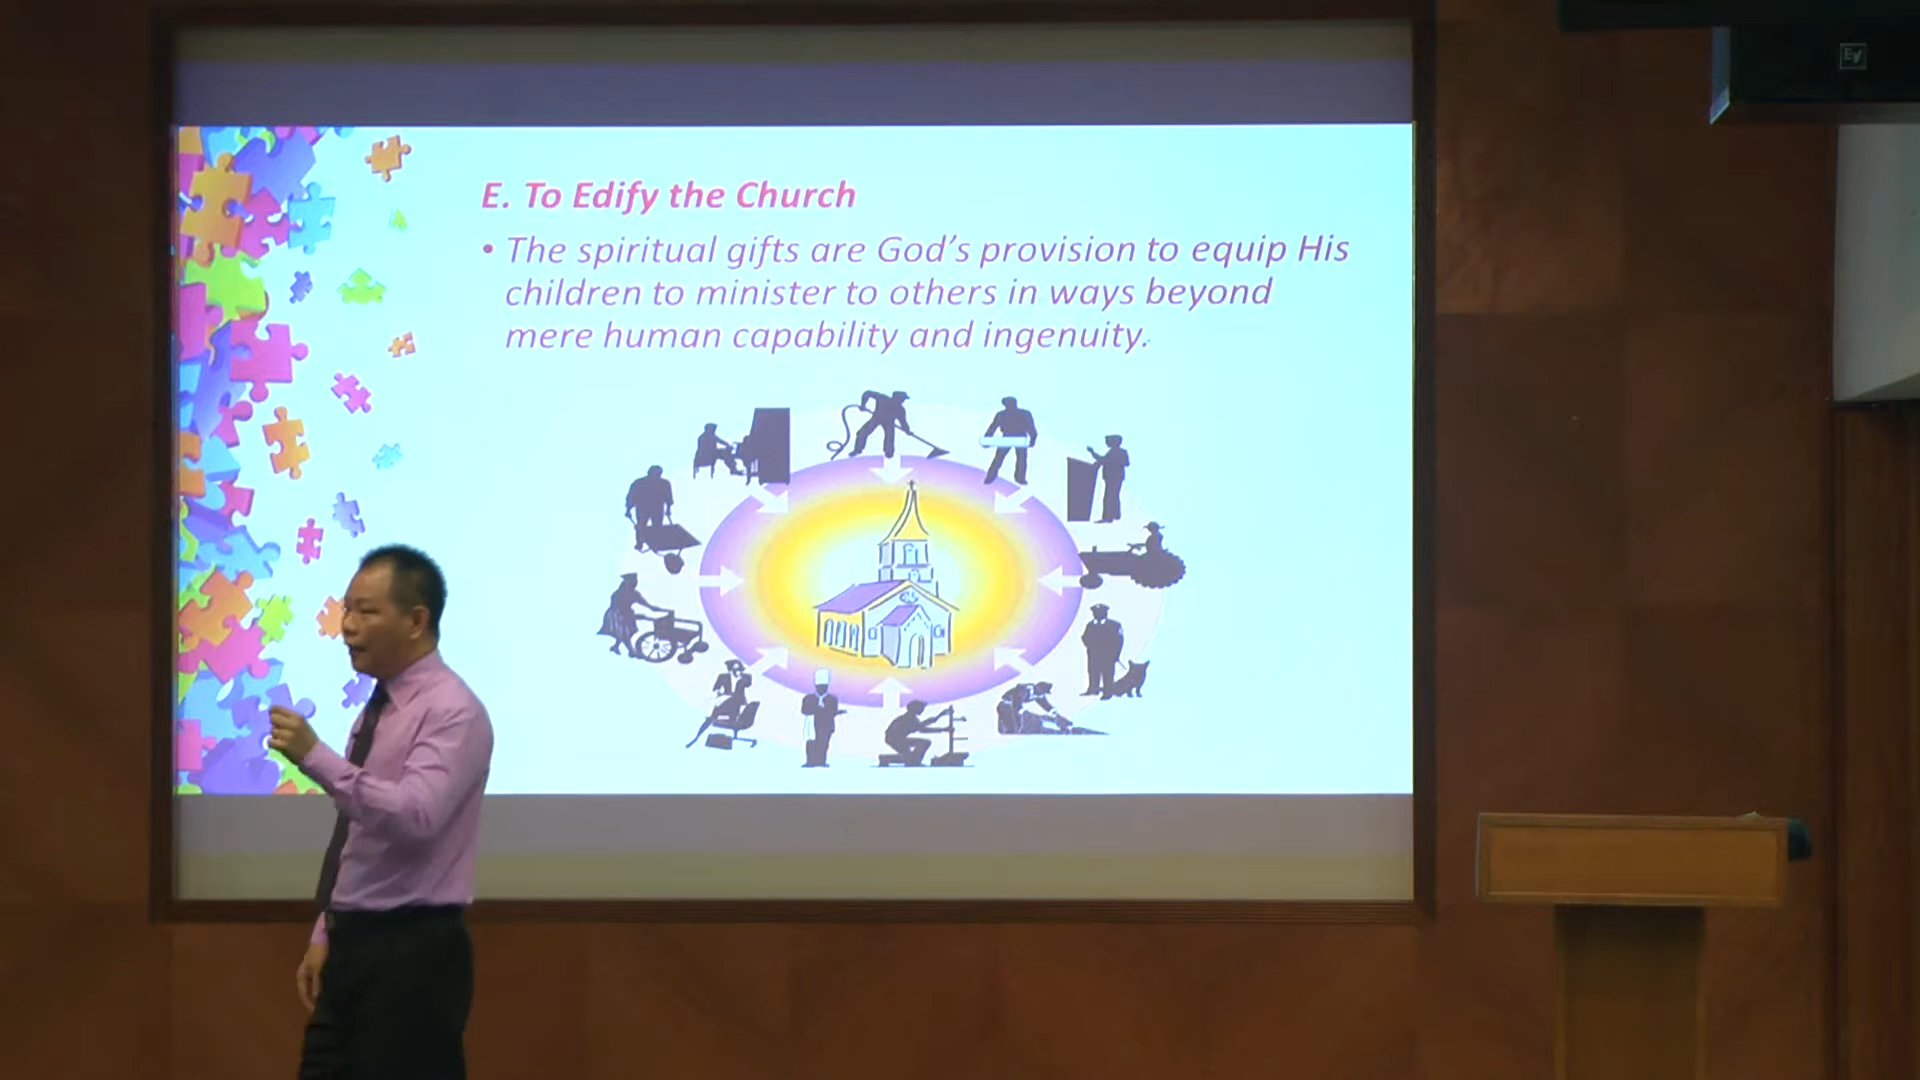 E. To Edify the Church
• The spiritual gifts are God's provision to equip His
children to minister to others in ways beyond
mere human capability and ingenuity.
EV